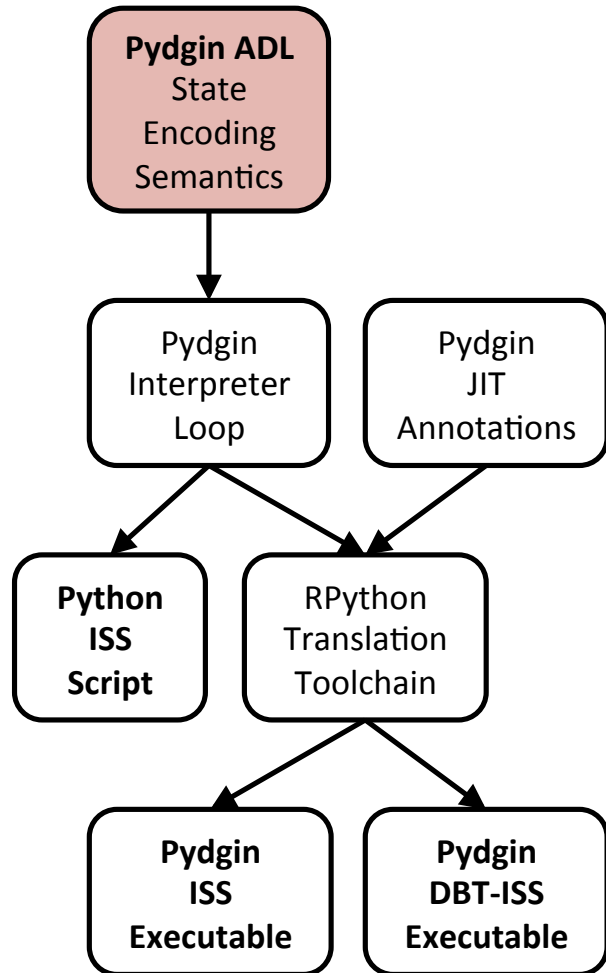 Pydgin ADL
State
Encoding
Semantics
Pydgin
Interpreter
Loop
Pydgin
JIT
Annotations
Python
ISS
Script
RPython
Translation
Toolchain
Pydgin
ISS
Executable
Pydgin
DBT-ISS
Executable